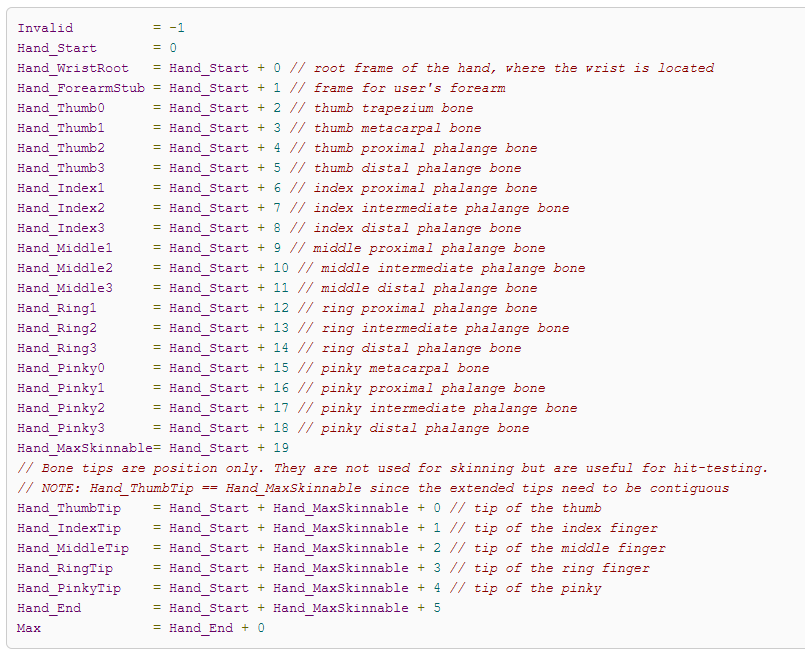 Invalid          = -1
Hand_Start       = 0
Hand_WristRoot   = Hand_Start + 0 // root frame of the hand, where the wrist is located
Hand_ForearmStub = Hand_Start + 1 // frame for user's forearm
Hand_Thumb0      = Hand_Start + 2 // thumb trapezium bone
Hand_Thumb1      = Hand_Start + 3 // thumb metacarpal bone
Hand_Thumb2      = Hand_Start + 4 // thumb proximal phalange bone
Hand_Thumb3      = Hand_Start + 5 // thumb distal phalange bone
Hand_Index1      = Hand_Start + 6 // index proximal phalange bone
Hand_Index2      = Hand_Start + 7 // index intermediate phalange bone
Hand_Index3      = Hand_Start + 8 // index distal phalange bone
Hand_Middle1     = Hand_Start + 9 // middle proximal phalange bone
Hand_Middle2     = Hand_Start + 10 // middle intermediate phalange bone
Hand_Middle3     = Hand_Start + 11 // middle distal phalange bone
Hand_Ring1       = Hand_Start + 12 // ring proximal phalange bone
Hand_Ring2       = Hand_Start + 13 // ring intermediate phalange bone
Hand_Ring3       = Hand_Start + 14 // ring distal phalange bone
Hand_Pinky0      = Hand_Start + 15 // pinky metacarpal bone
Hand_Pinky1      = Hand_Start + 16 // pinky proximal phalange bone
Hand_Pinky2      = Hand_Start + 17 // pinky intermediate phalange bone
Hand_Pinky3      = Hand_Start + 18 // pinky distal phalange bone
Hand_MaxSkinnable= Hand_Start + 19
// Bone tips are position only. They are not used for skinning but are useful for hit-testing.
// NOTE: Hand_ThumbTip == Hand_MaxSkinnable since the extended tips need to be contiguous
Hand_ThumbTip    = Hand_Start + Hand_MaxSkinnable + 0 // tip of the thumb
Hand_IndexTip    = Hand_Start + Hand_MaxSkinnable + 1 // tip of the index finger
Hand_MiddleTip   = Hand_Start + Hand_MaxSkinnable + 2 // tip of the middle finger
Hand_RingTip     = Hand_Start + Hand_MaxSkinnable + 3 // tip of the ring finger
Hand_PinkyTip    = Hand_Start + Hand_MaxSkinnable + 4 // tip of the pinky
Hand_End         = Hand_Start + Hand_MaxSkinnable + 5
Max              = Hand_End + 0